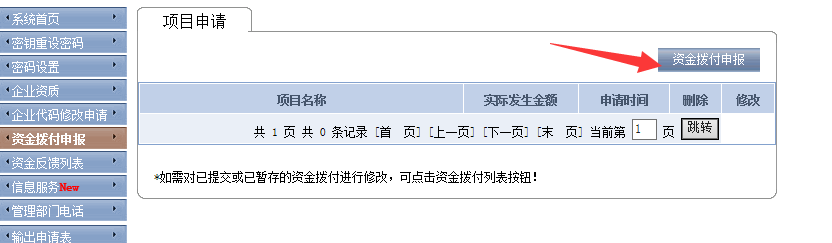 系统首页
密钥重设密码
密码设置
企业资质
企业代码修改申请
资金拨付申报
资金反馈列表
信息服务New
管理部门电话
输出申请表
项目申请
资金拨付申报
项目名称 实际发生金额 申请时间 删除 修改
共 1 页 共 0 条记录 [首 页] [上一页] [下一页] [末 页] 当前第 1 页 跳转
*如需对已提交或已暂存的资金拨付进行修改，可点击资金拨付列表按钮!